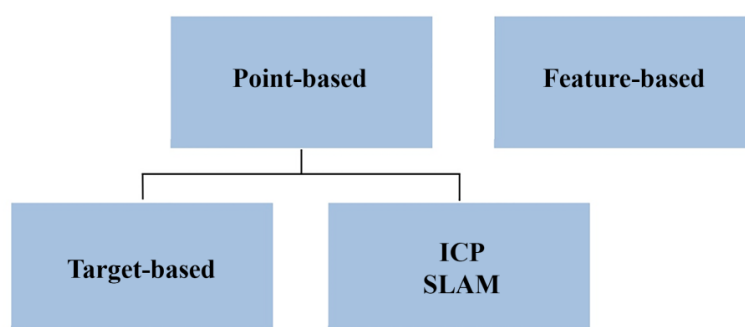 Point-based
Feature-based
Target-based
ICP
SLAM